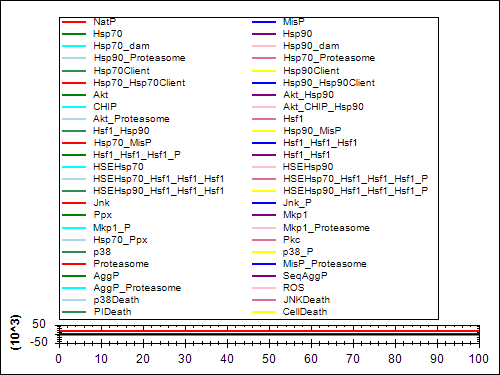 NatP MisP
Hsp70 Hsp90
Hsp70_dam Hsp90_dam
Hsp90_Proteasome Hsp70_Proteasome
Hsp70Client Hsp90Client
Hsp70_Hsp70Client Hsp90_Hsp90Client
Akt Akt_Hsp90
CHIP Akt_CHIP_Hsp90
Akt_Proteasome Hsf1
Hsf1_Hsp90 Hsp90_MisP
Hsp70_MisP Hsf1_Hsf1_Hsf1
Hsf1_Hsf1_Hsf1_P Hsf1_Hsf1
HSEHsp70 HSEHsp90
HSEHsp70_Hsf1_Hsf1_Hsf1 HSEHsp70_Hsf1_Hsf1_Hsf1_P
HSEHsp90_Hsf1_Hsf1_Hsf1 HSEHsp90_Hsf1_Hsf1_Hsf1_P
Jnk Jnk_P
Ppx Mkp1
Mkp1_P Mkp1_Proteasome
Hsp70_Ppx Pkc
p38 p38_P
Proteasome MisP_Proteasome
AggP SeqAggP
AggP_Proteasome ROS
p38Death JNKDeath
PIDeath CellDeath
(10^3)
50
-50
0 10 20 30 40 50 60 70 80 90 100